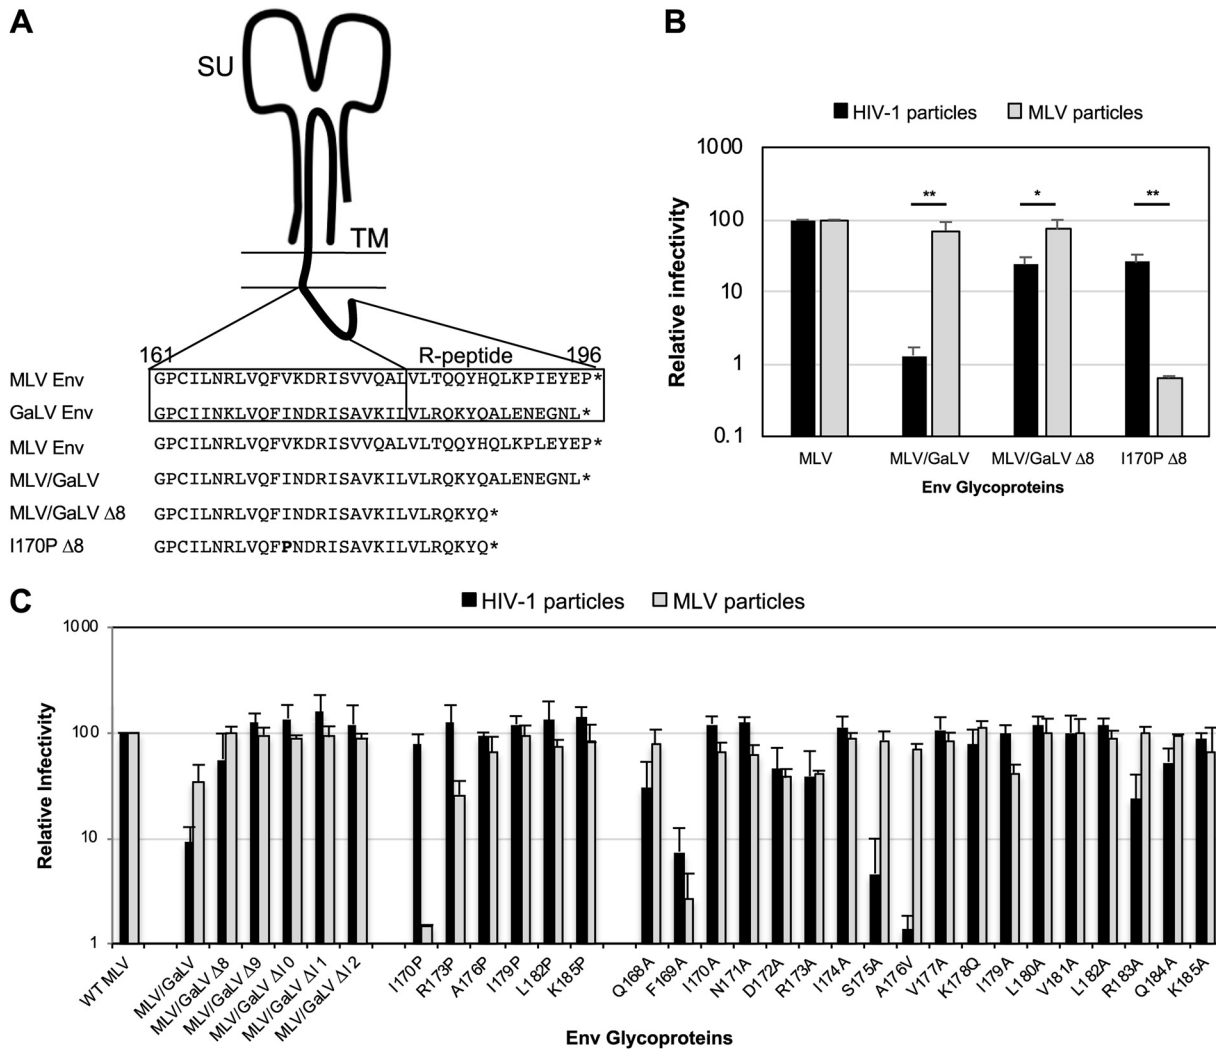 A
SU
TM
161
R-peptide
196
MLV Env GPCILNRLVQFVKDRISVVQALVLTQQYHQLKPIEYEP*
GaLV Env GPCIINKLVQFINDRISAVKILVLRQKYQALENEGNL*
MLV Env GPCILNRLVQFVKDRISVVQALVLTQQYHQLKPLEYEP*
MLV/GaLV GPCILNRLVQFINDRISAVKILVLRQKYQALENEGNL*
MLV/GaLV Δ8 GPCILNRLVQFINDRISAVKILVLRQKYQ*
I170P Δ8 GPCILNRLVQFPNDRISAVKILVLRQKYQ*
B
HIV-1 particles MLV particles
Relative infectivity
1000
100
10
1
0.1
** * **
MLV MLV/GaLV MLV/GaLV Δ8 I170P Δ8
Env Glycoproteins
C
HIV-1 particles MLV particles
Relative Infectivity
1000
100
10
1
WT MLV
MLV/GaLV
MLV/GaLV Δ8
MLV/GaLV Δ9
MLV/GaLV Δ10
MLV/GaLV Δ11
MLV/GaLV Δ12
I170P
R173P
A176P
I179P
L182P
K185P
Q168A
F169A
I170A
N171A
D172A
R173A
I174A
S175A
A176V
V177A
K178Q
I179A
L180A
V181A
L182A
R183A
Q184A
K185A
Env Glycoproteins